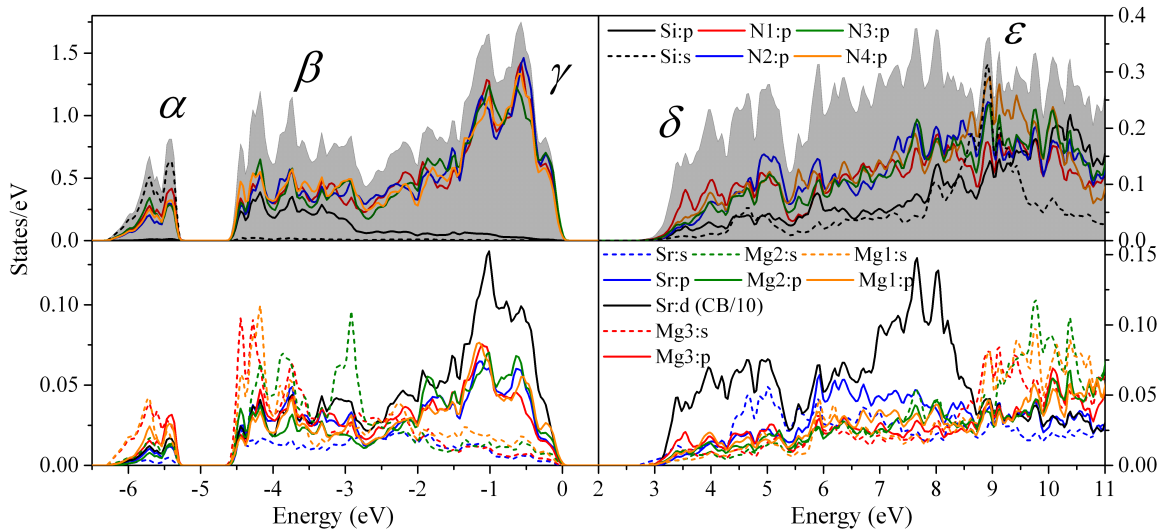 α
β
γ
δ
ε
Si:p N1:p N3:p
Si:s N2:p N4:p
1.5
1.0
0.5
0.0
0.4
0.3
0.2
0.1
0.0
States/eV
Sr:s Mg2:s Mg1:s
Sr:p Mg2:p Mg1:p
Sr:d (CB/10)
Mg3:s
Mg3:p
0.10
0.05
0.00
0.15
0.10
0.05
0.00
-6 -5 -4 -3 -2 -1 0 2 3 4 5 6 7 8 9 10 11
Energy (eV) Energy (eV)